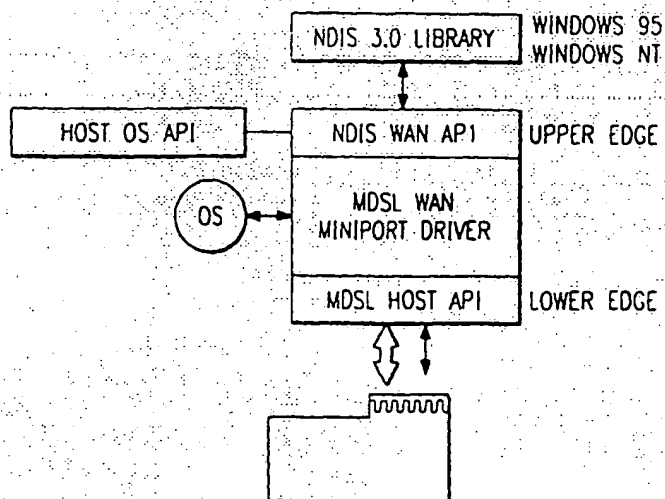 NDIS 3.0 LIBRARY
WINDOWS 95
WINDOWS NT
HOST OS API
NDIS WAN API
UPPER EDGE
OS
MDSL WAN
MINIPORT DRIVER
MDSL HOST API
LOWER EDGE